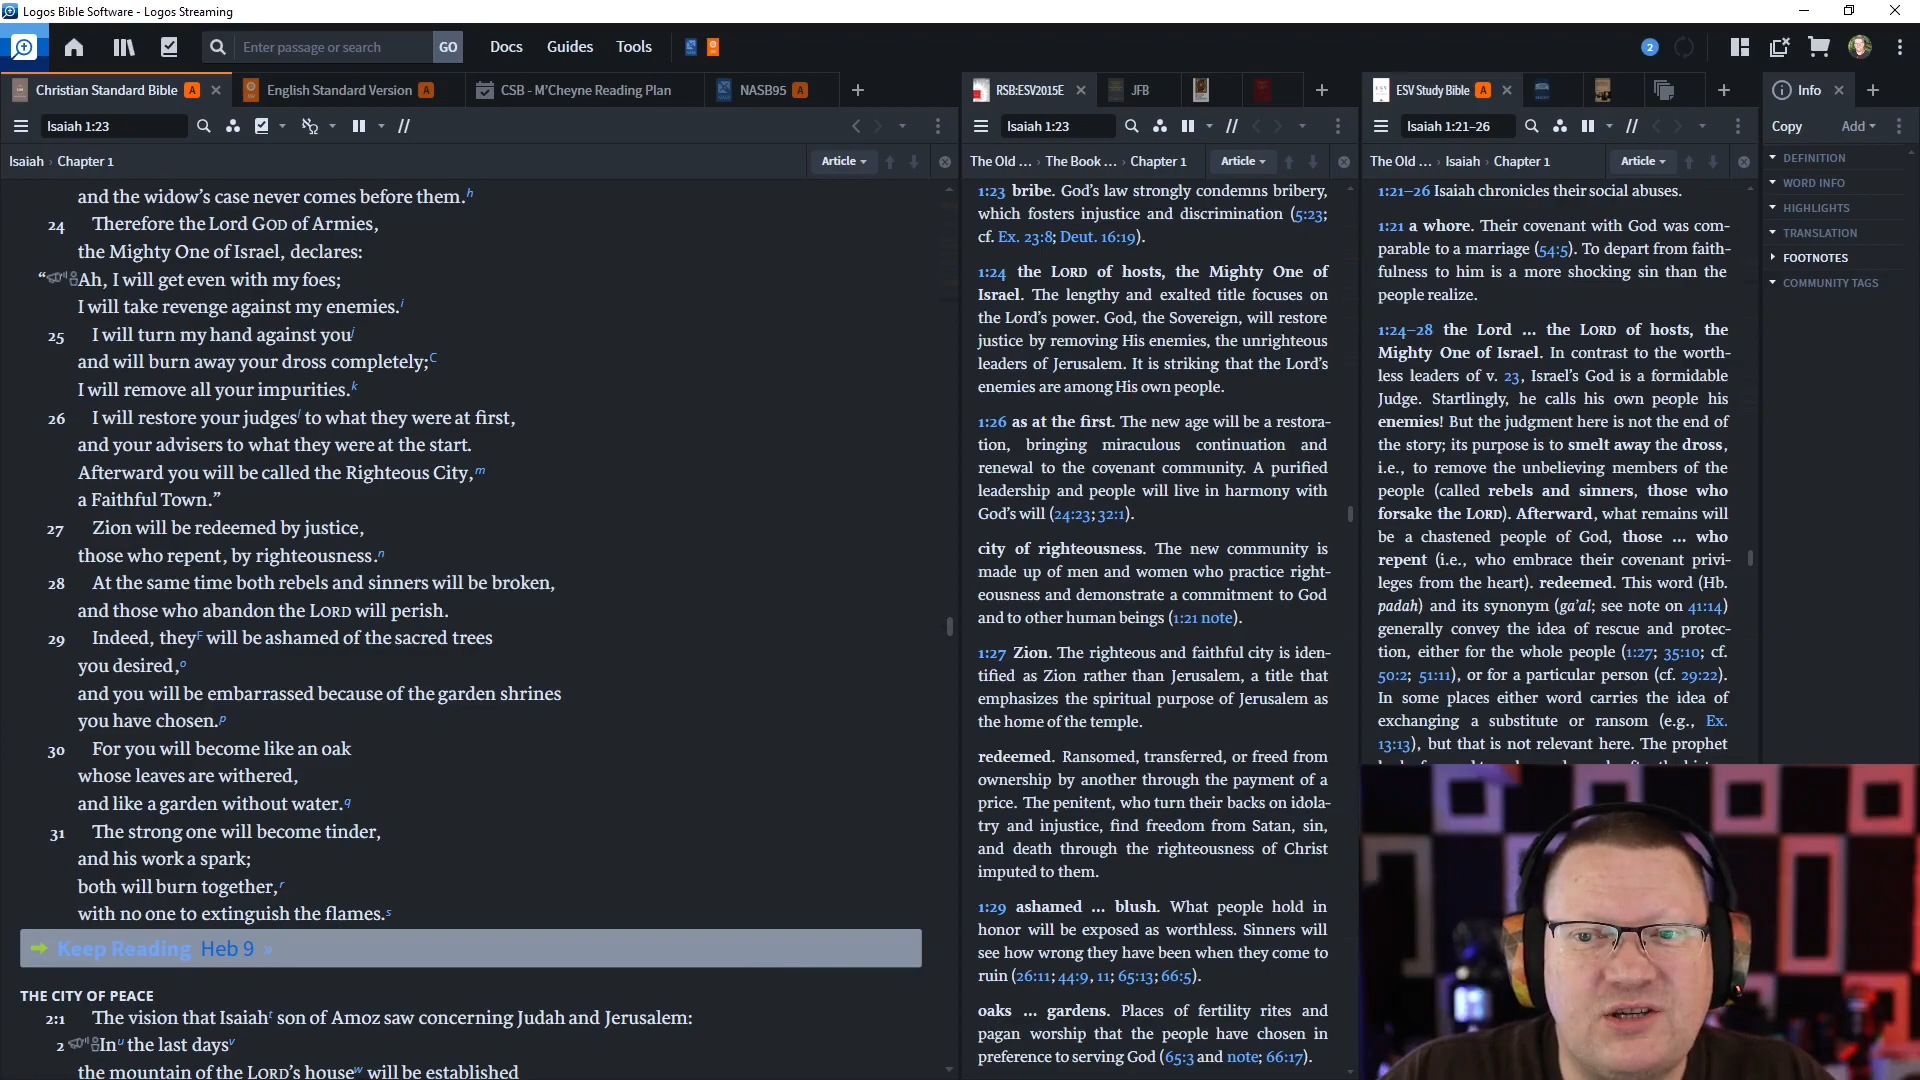 Logos Bible Software - Logos Streaming
Enter passage or search
GO
Docs
Guides
Tools
2
Christian Standard Bible A
English Standard Version A
CSB - M'Cheyne Reading Plan
NASB95 A
Isaiah 1:23
Isaiah › Chapter 1
Article
and the widow’s case never comes before them.h
24 Therefore the Lord GOD of Armies,
the Mighty One of Israel, declares:
“Ah, I will get even with my foes;
I will take revenge against my enemies.i
25 I will turn my hand against youj
and will burn away your dross completely;C
I will remove all your impurities.k
26 I will restore your judgesl to what they were at first,
and your advisers to what they were at the start.
Afterward you will be called the Righteous City,m
a Faithful Town.”
27 Zion will be redeemed by justice,
those who repent, by righteousness.n
28 At the same time both rebels and sinners will be broken,
and those who abandon the LORD will perish.
29 Indeed, theyF will be ashamed of the sacred trees
you desired,o
and you will be embarrassed because of the garden shrines
you have chosen.p
30 For you will become like an oak
whose leaves are withered,
and like a garden without water.q
31 The strong one will become tinder,
and his work a spark;
both will burn together,r
with no one to extinguish the flames.s
Keep Reading Heb 9 »
THE CITY OF PEACE
2:1 The vision that Isaiaht son of Amoz saw concerning Judah and Jerusalem:
2 Inu the last daysv
the mountain of the LORD’s housew will be established
RSB:ESV2015E
JFB
Isaiah 1:23
The Old ... › The Book ... › Chapter 1
Article
1:23 bribe. God’s law strongly condemns bribery,
which fosters injustice and discrimination (5:23;
cf. Ex. 23:8; Deut. 16:19).
1:24 the LORD of hosts, the Mighty One of
Israel. The lengthy and exalted title focuses on
the Lord’s power. God, the Sovereign, will restore
justice by removing His enemies, the unrighteous
leaders of Jerusalem. It is striking that the Lord’s
enemies are among His own people.
1:26 as at the first. The new age will be a restora-
tion, bringing miraculous continuation and
renewal to the covenant community. A purified
leadership and people will live in harmony with
God’s will (24:23; 32:1).
city of righteousness. The new community is
made up of men and women who practice right-
eousness and demonstrate a commitment to God
and to other human beings (1:21 note).
1:27 Zion. The righteous and faithful city is iden-
tified as Zion rather than Jerusalem, a title that
emphasizes the spiritual purpose of Jerusalem as
the home of the temple.
redeemed. Ransomed, transferred, or freed from
ownership by another through the payment of a
price. The penitent, who turn their backs on idola-
try and injustice, find freedom from Satan, sin,
and death through the righteousness of Christ
imputed to them.
1:29 ashamed ... blush. What people hold in
honor will be exposed as worthless. Sinners will
see how wrong they have been when they come to
ruin (26:11; 44:9, 11; 65:13; 66:5).
oaks ... gardens. Places of fertility rites and
pagan worship that the people have chosen in
preference to serving God (65:3 and note; 66:17).
ESV Study Bible A
Isaiah 1:21–26
The Old ... › Isaiah › Chapter 1
Article
1:21–26 Isaiah chronicles their social abuses.
1:21 a whore. Their covenant with God was com-
parable to a marriage (54:5). To depart from faith-
fulness to him is a more shocking sin than the
people realize.
1:24–28 the Lord ... the LORD of hosts, the
Mighty One of Israel. In contrast to the worth-
less leaders of v. 23, Israel’s God is a formidable
Judge. Startlingly, he calls his own people his
enemies! But the judgment here is not the end of
the story; its purpose is to smelt away the dross,
i.e., to remove the unbelieving members of the
people (called rebels and sinners, those who
forsake the LORD). Afterward, what remains will
be a chastened people of God, those ... who
repent (i.e., who embrace their covenant privi-
leges from the heart). redeemed. This word (Hb.
padah) and its synonym (ga’al; see note on 41:14)
generally convey the idea of rescue and protec-
tion, either for the whole people (1:27; 35:10; cf.
50:2; 51:11), or for a particular person (cf. 29:22).
In some places either word carries the idea of
exchanging a substitute or ransom (e.g., Ex.
13:13), but that is not relevant here. The prophet
Info
Copy
Add
DEFINITION
WORD INFO
HIGHLIGHTS
TRANSLATION
FOOTNOTES
COMMUNITY TAGS